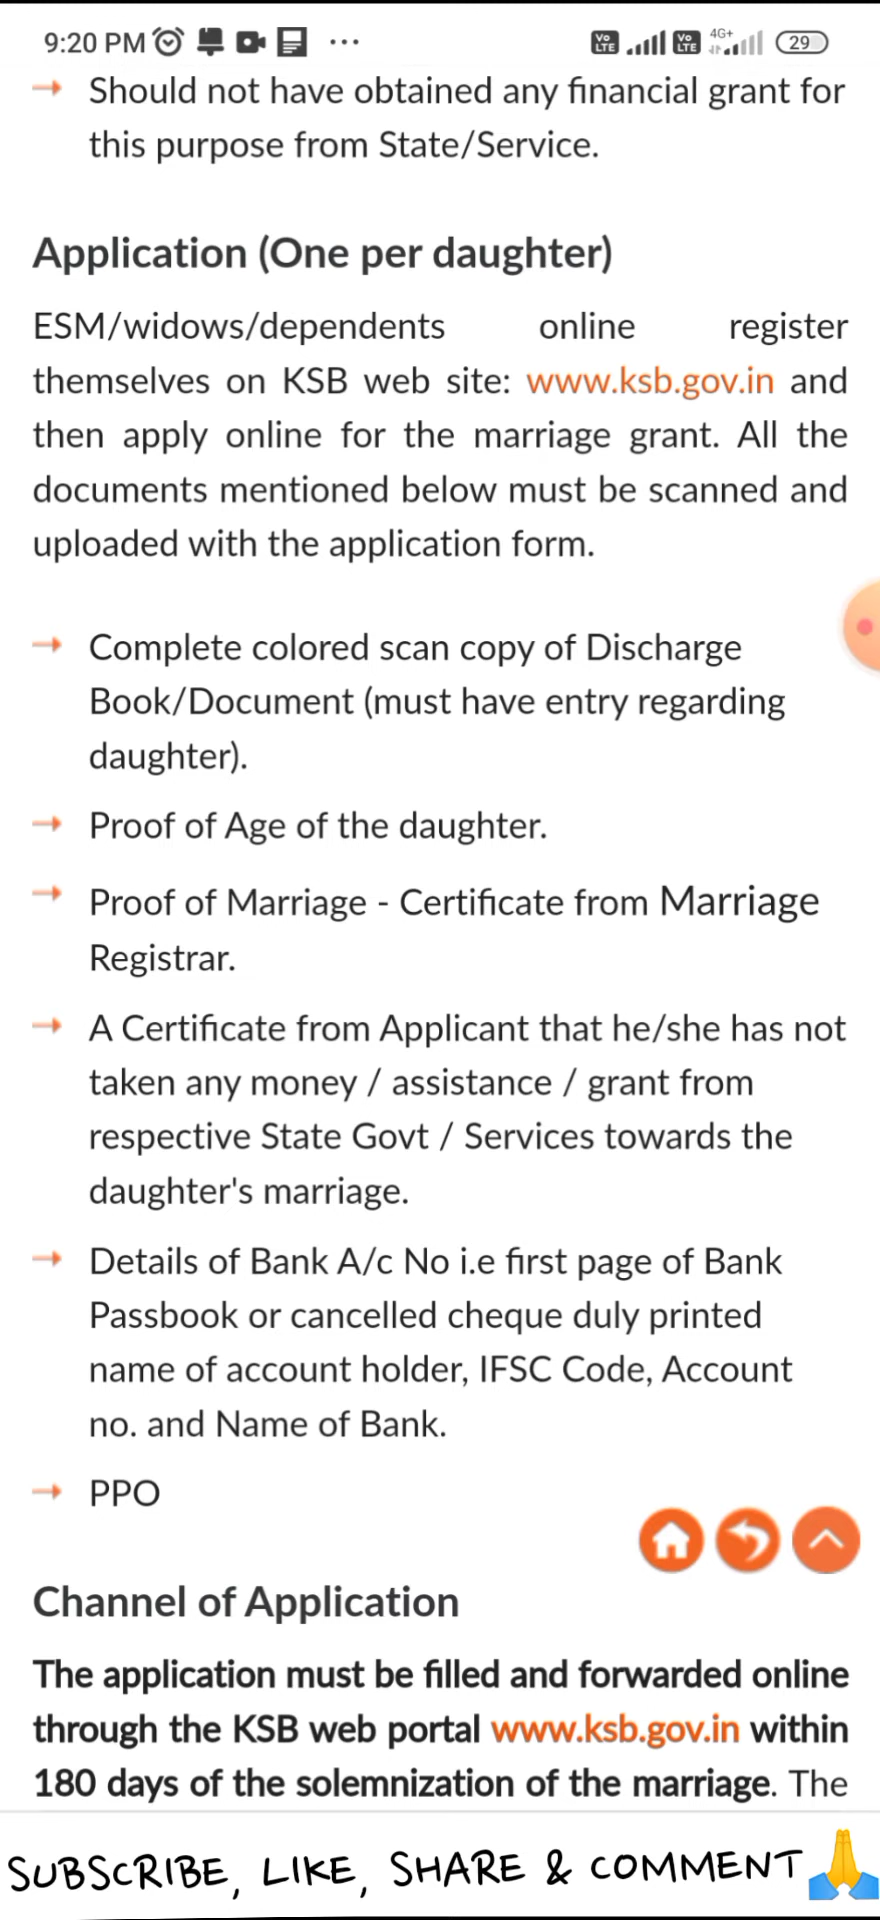 9:20 PM
VO LTE VO LTE 4G+ 29
Should not have obtained any financial grant for
this purpose from State/Service.
Application (One per daughter)
ESM/widows/dependents online register
themselves on KSB web site: www.ksb.gov.in and
then apply online for the marriage grant. All the
documents mentioned below must be scanned and
uploaded with the application form.
Complete colored scan copy of Discharge
Book/Document (must have entry regarding
daughter).
Proof of Age of the daughter.
Proof of Marriage - Certificate from Marriage
Registrar.
A Certificate from Applicant that he/she has not
taken any money / assistance / grant from
respective State Govt / Services towards the
daughter's marriage.
Details of Bank A/c No i.e first page of Bank
Passbook or cancelled cheque duly printed
name of account holder, IFSC Code, Account
no. and Name of Bank.
PPO
Channel of Application
The application must be filled and forwarded online
through the KSB web portal www.ksb.gov.in within
180 days of the solemnization of the marriage. The
SUBSCRIBE, LIKE, SHARE & COMMENT